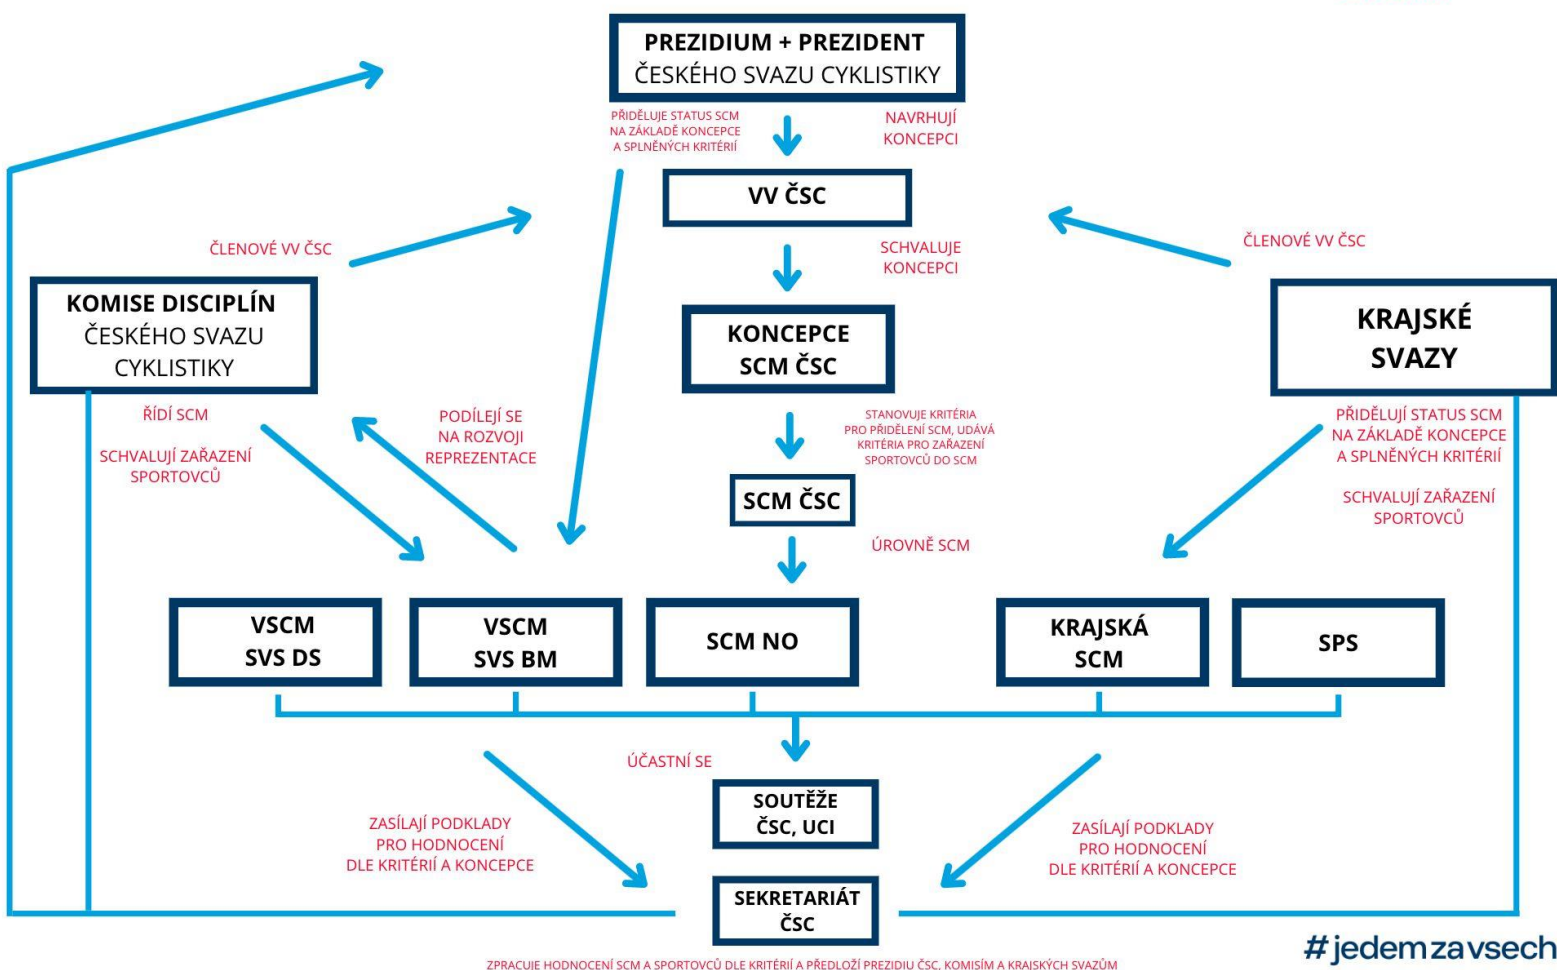 PREZIDIUM + PREZIDENT
ČESKÉHO SVAZU CYKLISTIKY
PŘIDĚLUJE STATUS SCM
NA ZÁKLADĚ KONCEPCE
A SPLNĚNÝCH KRITÉRIÍ
NAVRHUJÍ
KONCEPCI
VV ČSC
ČLENOVÉ VV ČSC
SCHVALUJE
KONCEPCI
ČLENOVÉ VV ČSC
KOMISE DISCIPLÍN
ČESKÉHO SVAZU
CYKLISTIKY
KONCEPCE
SCM ČSC
KRAJSKÉ
SVAZY
ŘÍDÍ SCM
SCHVALUJÍ ZAŘAZENÍ
SPORTOVCŮ
PODÍLEJÍ SE
NA ROZVOJI
REPREZENTACE
STANOVUJE KRITÉRIA
PRO PŘIDĚLENÍ SCM, UDÁVÁ
KRITÉRIA PRO ZAŘAZENÍ
SPORTOVCŮ DO SCM
PŘIDĚLUJÍ STATUS SCM
NA ZÁKLADĚ KONCEPCE
A SPLNĚNÝCH KRITÉRIÍ
SCHVALUJÍ ZAŘAZENÍ
SPORTOVCŮ
SCM ČSC
ÚROVNĚ SCM
VSCM
SVS DS
VSCM
SVS BM
SCM NO
KRAJSKÁ
SCM
SPS
ÚČASTNÍ SE
SOUTĚŽE
ČSC, UCI
ZASÍLAJÍ PODKLADY
PRO HODNOCENÍ
DLE KRITÉRIÍ A KONCEPCE
ZASÍLAJÍ PODKLADY
PRO HODNOCENÍ
DLE KRITÉRIÍ A KONCEPCE
SEKRETARIÁT
ČSC
#jedemzavsech
ZPRACUJE HODNOCENÍ SCM A SPORTOVCŮ DLE KRITÉRIÍ A PŘEDLOŽÍ PREZIDIU ČSC, KOMISÍM A KRAJSKÝCH SVAZŮM